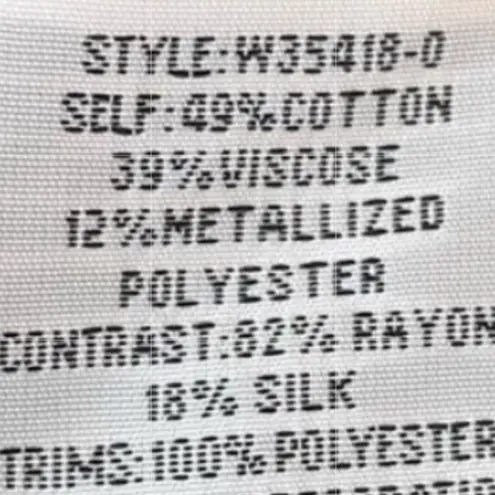 STYLE:W35418-0
SELF:49%COTTON
39%VISCOSE
12%METALLIZED
POLYESTER
CONTRAST:82% RAYON
18% SILK
TRIMS:100%POLYESTER